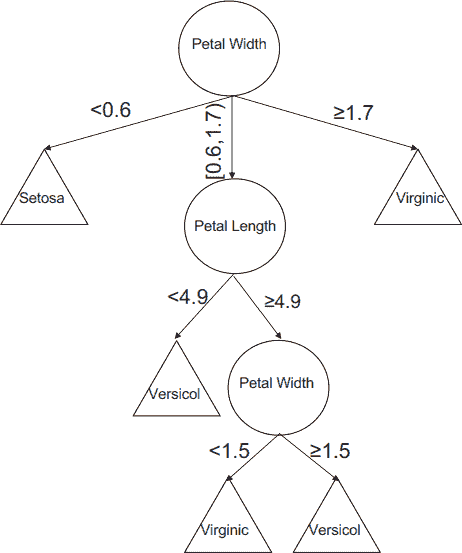 Petal Width
<0.6
[0.6,1.7)
≥1.7
Setosa
Petal Length
Virginic
<4.9
≥4.9
Versicol
Petal Width
<1.5
≥1.5
Virginic
Versicol